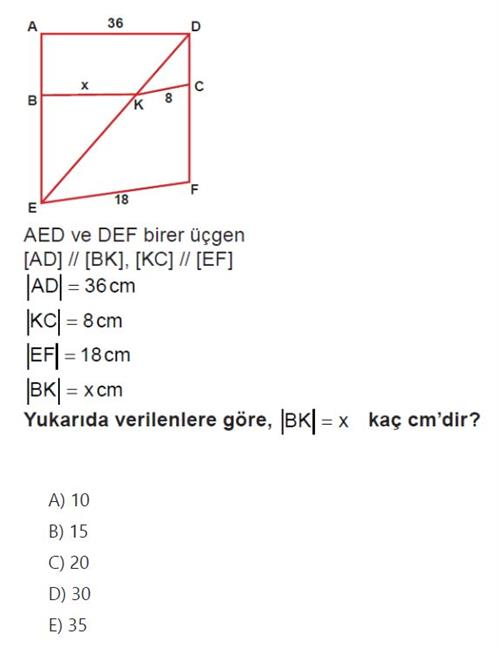 36
A D
x
B K 8 C
F
E 18
AED ve DEF birer üçgen
[AD] // [BK], [KC] // [EF]
|AD| = 36 cm
|KC| = 8 cm
|EF| = 18 cm
|BK| = x cm
Yukarıda verilenlere göre, |BK| = x kaç cm'dir?
A) 10
B) 15
C) 20
D) 30
E) 35